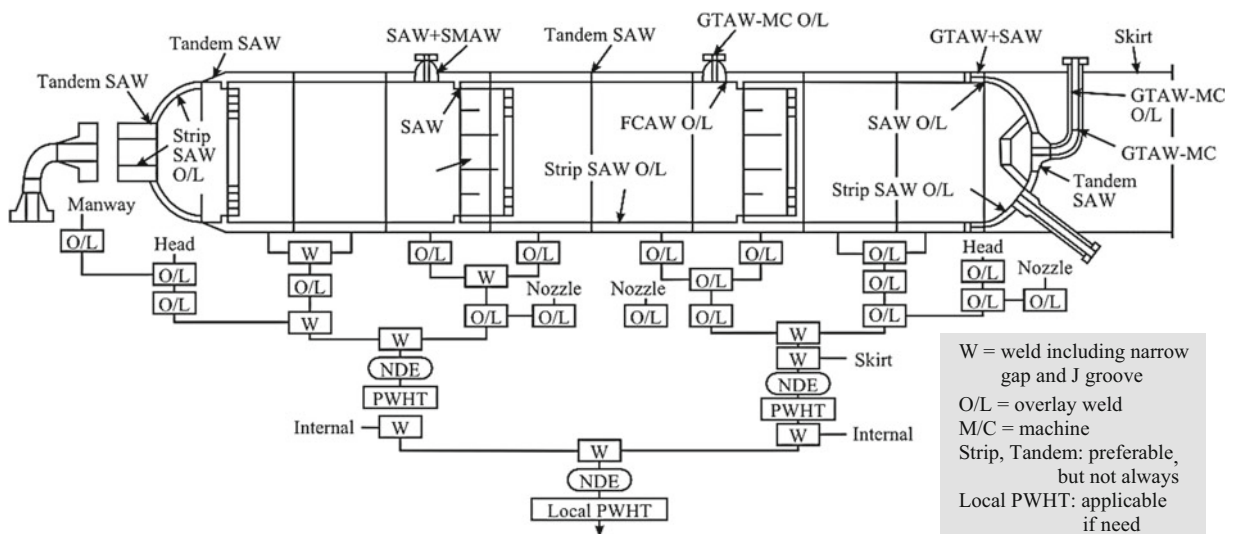 Tandem SAW
SAW+SMAW
Tandem SAW
GTAW-MC O/L
GTAW+SAW
Skirt
Tandem SAW
Strip
SAW
O/L
SAW
FCAW O/L
SAW O/L
GTAW-MC
O/L
GTAW-MC
Strip SAW O/L
Strip SAW O/L
Tandem
SAW
Manway
O/L
Head
O/L
O/L
W
O/L
W
O/L
O/L
W
Nozzle
O/L
O/L
O/L
O/L
O/L
Nozzle
O/L
O/L
O/L
O/L
O/L
Head
O/L
O/L
Nozzle
O/L
W
NDE
PWHT
Internal
W
W
W
Skirt
NDE
PWHT
W
Internal
W
NDE
Local PWHT
W = weld including narrow
gap and J groove
O/L = overlay weld
M/C = machine
Strip, Tandem: preferable,
but not always
Local PWHT: applicable
if need